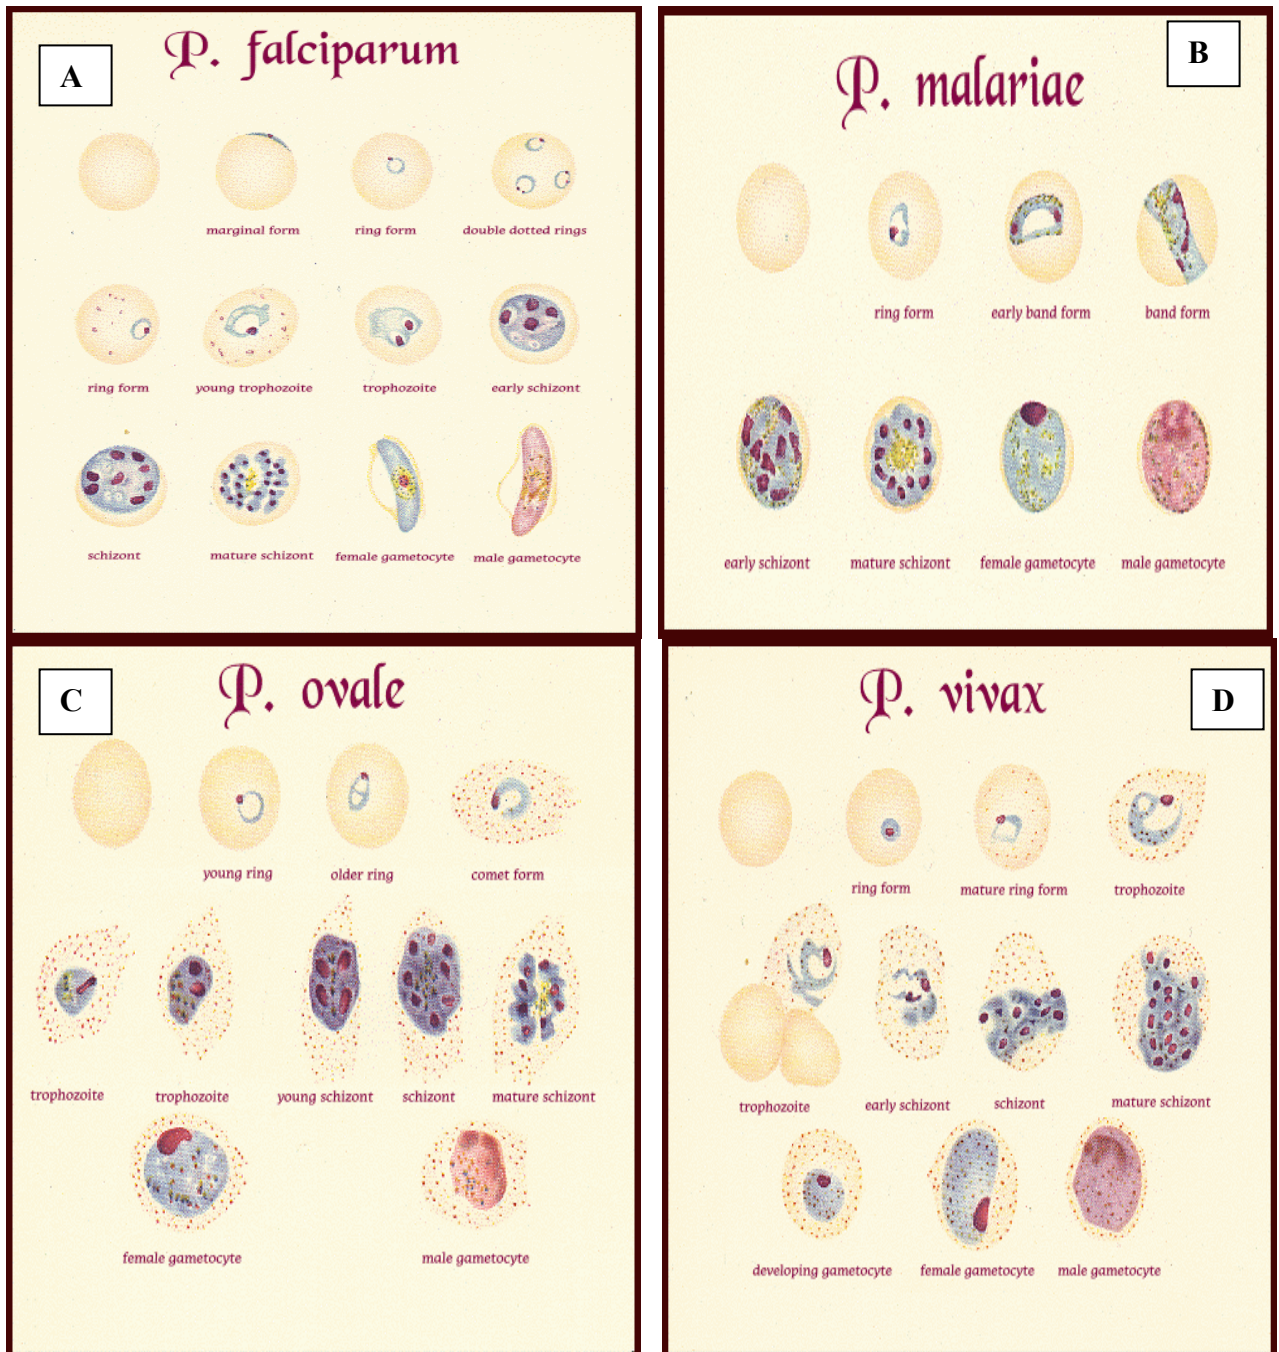 A
P. falciparum
marginal form
ring form
double dotted rings
ring form
young trophozoite
trophozoite
early schizont
schizont
mature schizont
female gametocyte
male gametocyte
B
P. malariae
ring form
early band form
band form
early schizont
mature schizont
female gametocyte
male gametocyte
C
P. ovale
young ring
older ring
comet form
trophozoite
trophozoite
young schizont
schizont
mature schizont
female gametocyte
male gametocyte
D
P. vivax
ring form
mature ring form
trophozoite
trophozoite
early schizont
schizont
mature schizont
developing gametocyte
female gametocyte
male gametocyte